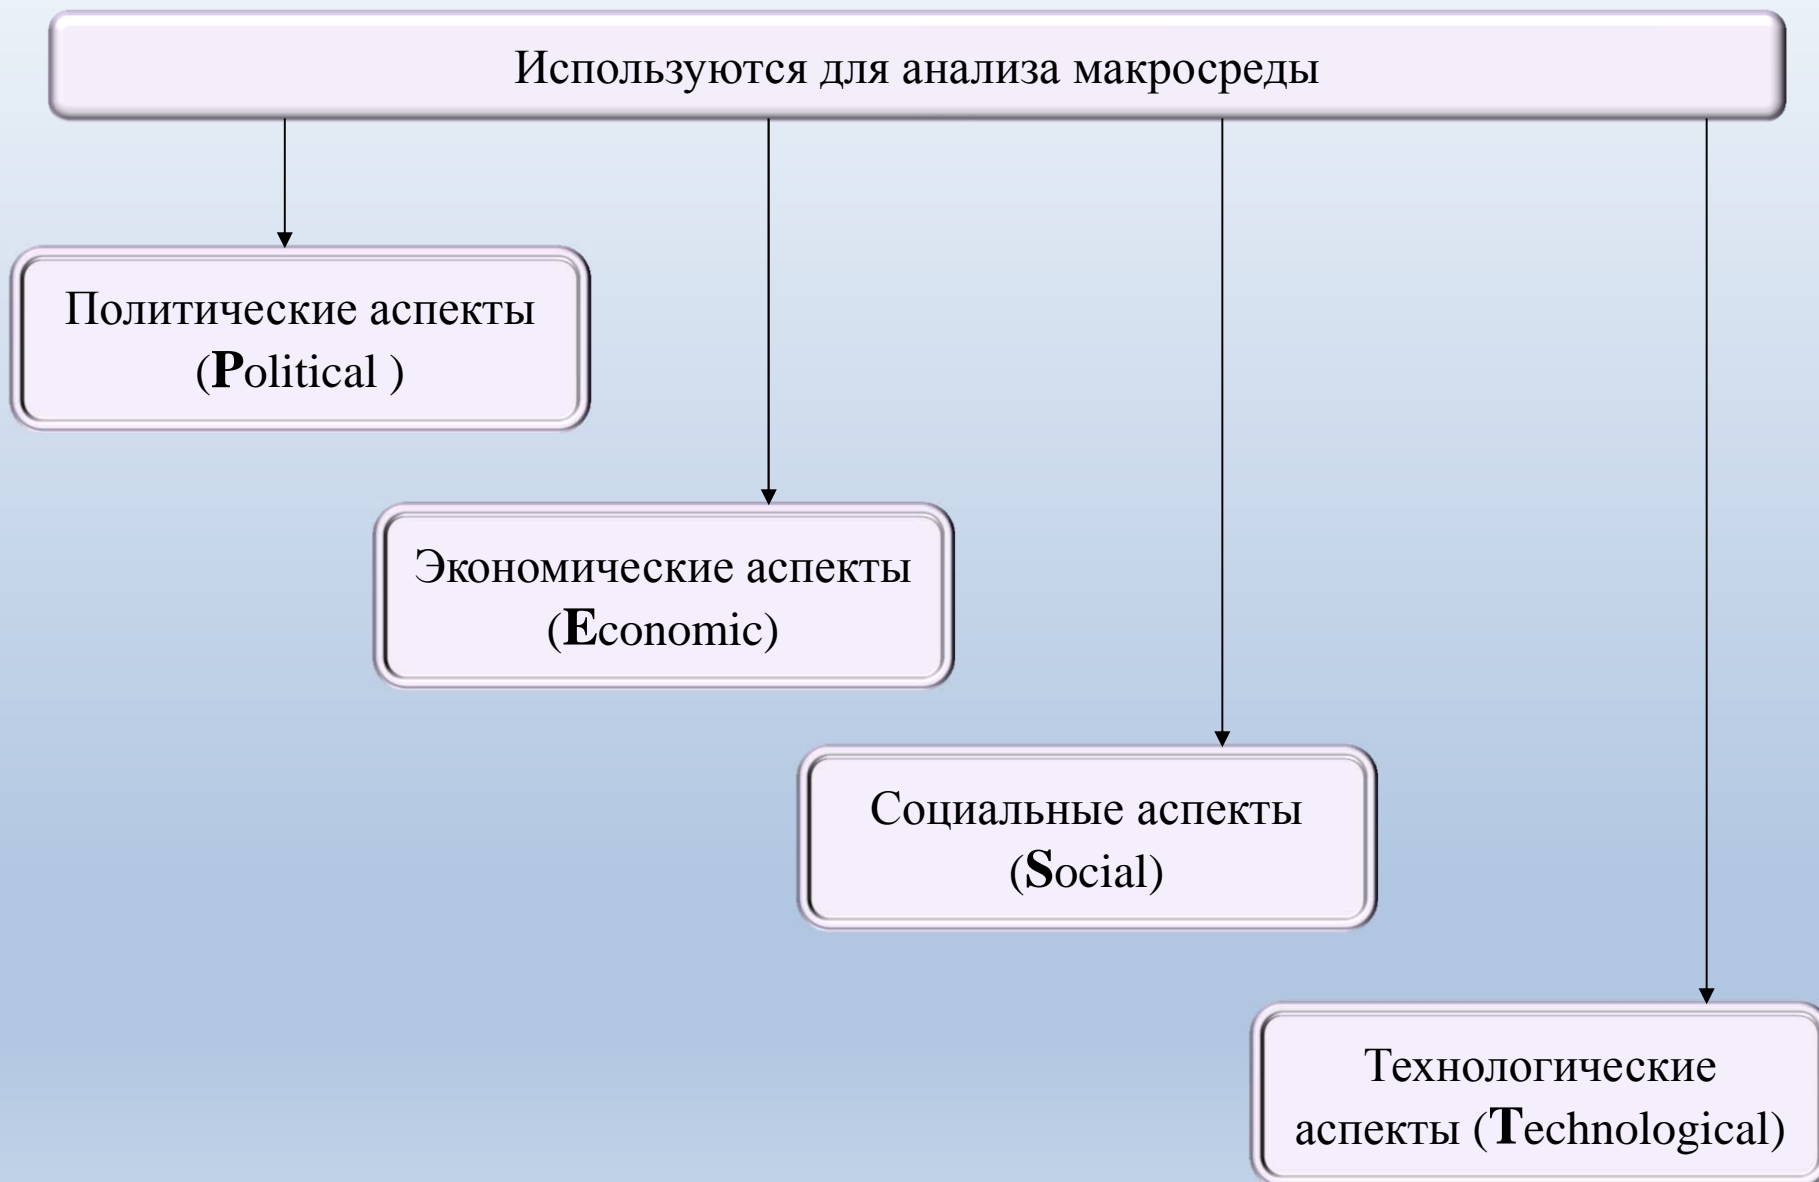 Используются для анализа макросреды
Политические аспекты
(Political )
Экономические аспекты
(Economic)
Социальные аспекты
(Social)
Технологические
аспекты (Technological)